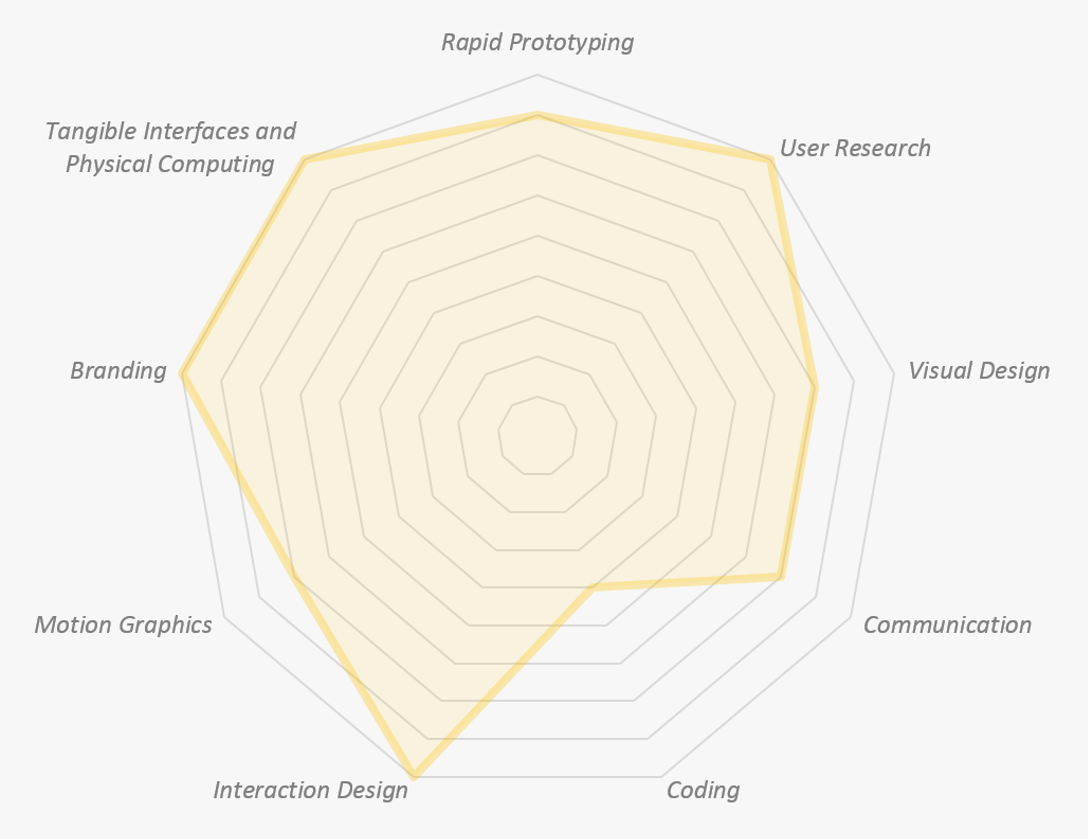 Rapid Prototyping
Tangible Interfaces and
Physical Computing
User Research
Branding
Visual Design
Motion Graphics
Communication
Interaction Design
Coding